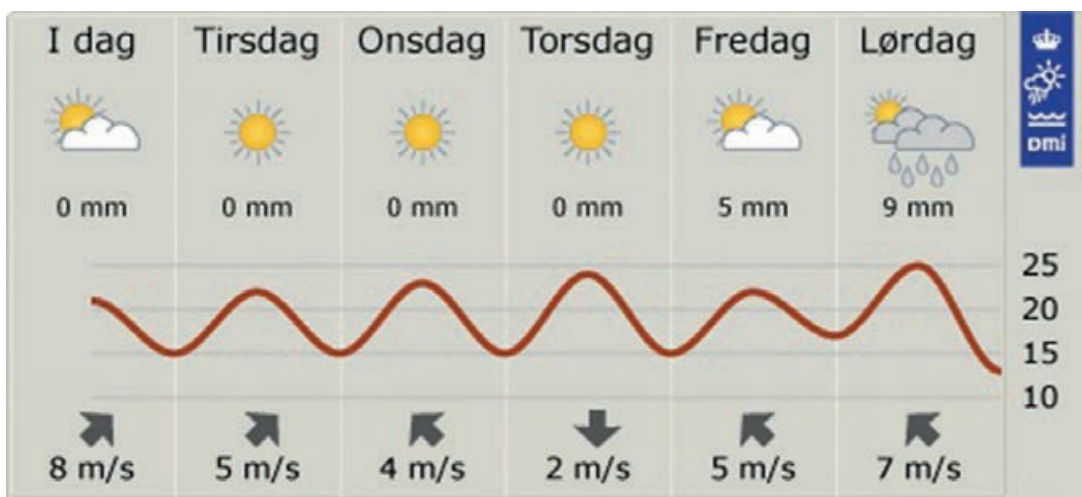 I dag Tirsdag Onsdag Torsdag Fredag Lørdag
DMI
0 mm 0 mm 0 mm 0 mm 5 mm 9 mm
25
20
15
10
8 m/s 5 m/s 4 m/s 2 m/s 5 m/s 7 m/s